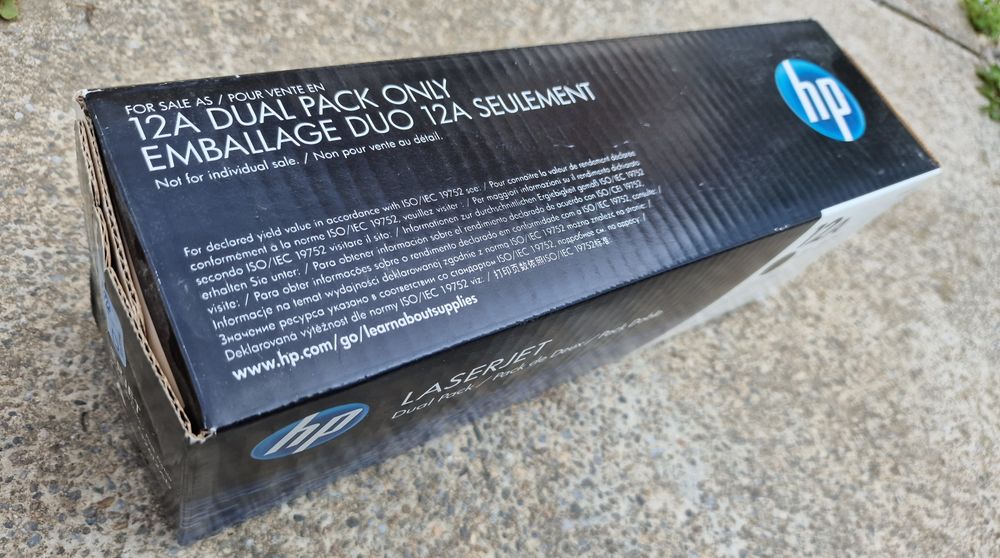 FOR SALE AS / POUR VENTE EN
12A DUAL PACK ONLY
EMBALLAGE DUO 12A SEULEMENT
Not for individual sale. / Non pour vente au détail.
hp
For declared yield value in accordance with ISO/IEC 19752 see: / Pour connaître la valeur de rendement déclarée
conformément à la norme ISO/IEC 19752, veuillez visiter : / Per maggiori informazioni su il rendimento dichiarato
secondo ISO/IEC 19752 visitare il sito: / Informationen zur durchschnittlichen Ergiebigkeit gemäß ISO/IEC 19752
erhalten Sie unter: / Para obtener información sobre el rendimiento declarado de acuerdo con ISO/CEI 19752,
visite: / Para obter informações sobre o rendimento declarado em conformidade com a ISO/IEC 19752, consulte: /
Informacje na temat wydajności deklarowanej zgodnie z normą ISO/IEC 19752 można znaleźć na stronie: /
Значение ресурса указано в соответствии со стандартом ISO/IEC 19752, подробнее см. по адресу: /
Deklarovaná výtěžnost dle normy ISO/IEC 19752 viz: / 打印页数依照ISO/IEC 19752标准
www.hp.com/go/learnaboutsupplies
hp
LASERJET
Dual Pack / Pack de Deux / Pack Doble